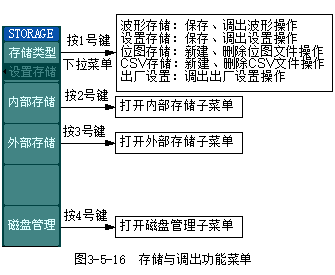 STORAGE
存储类型
设置存储
按1号键
下拉菜单
波形存储：保存、调出波形操作
设置存储：保存、调出设置操作
位图存储：新建、删除位图文件操作
CSV存储：新建、删除CSV文件操作
出厂设置：调出出厂设置操作
内部存储
按2号键
打开内部存储子菜单
外部存储
按3号键
打开外部存储子菜单
磁盘管理
按4号键
打开磁盘管理子菜单
图3-5-16 存储与调出功能菜单